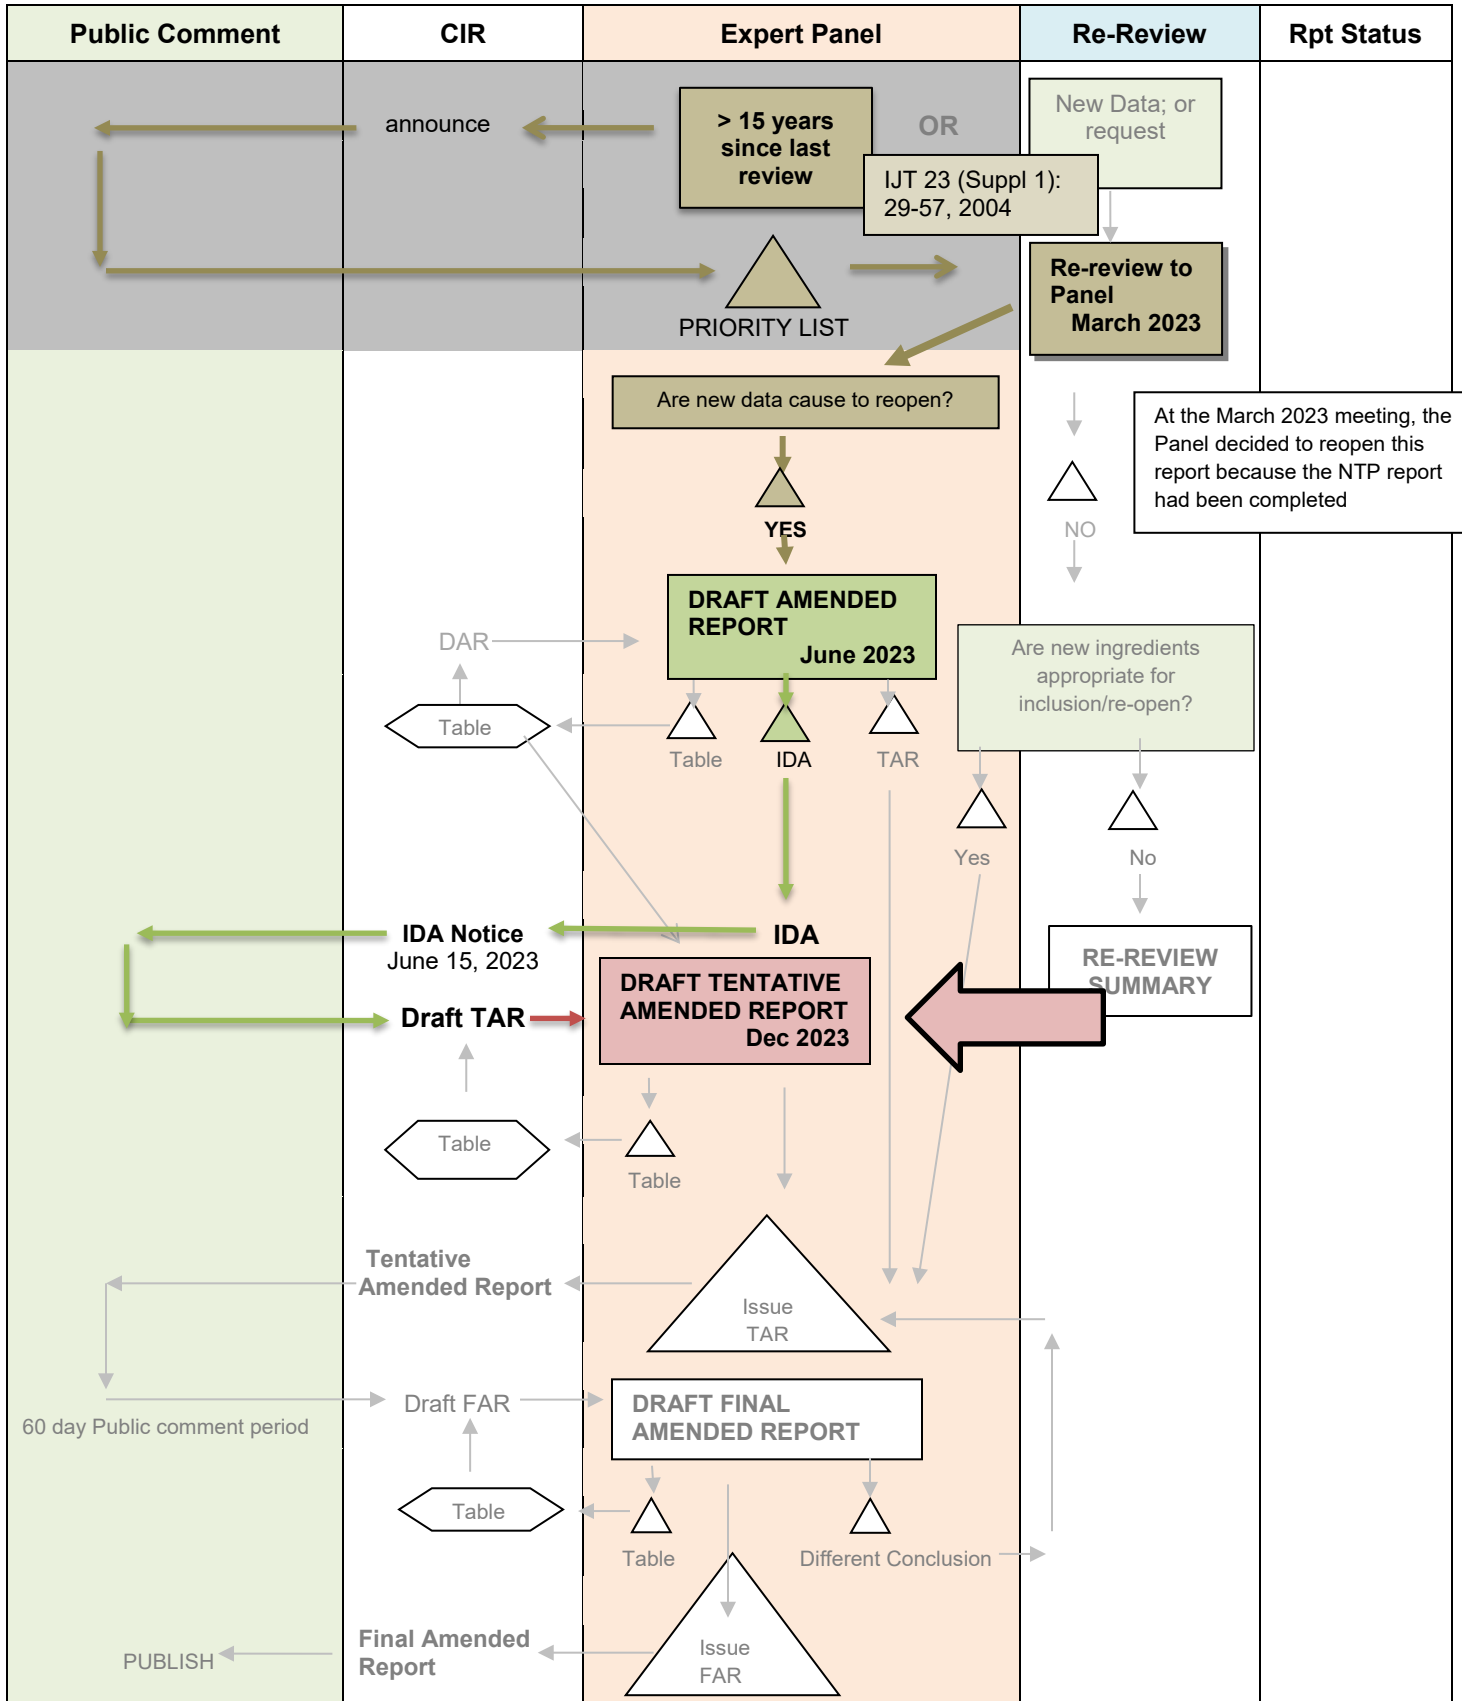 Public Comment
CIR
Expert Panel
Re-Review
Rpt Status
announce
> 15 years
since last
review
OR
New Data; or
request
IJT 23 (Suppl 1):
29-57, 2004
PRIORITY LIST
Re-review to
Panel
March 2023
Are new data cause to reopen?
At the March 2023 meeting, the
Panel decided to reopen this
report because the NTP report
had been completed
YES
NO
DRAFT AMENDED
REPORT
June 2023
DAR
Table
Table
IDA
TAR
Are new ingredients
appropriate for
inclusion/re-open?
Yes
No
IDA Notice
June 15, 2023
IDA
RE-REVIEW
SUMMARY
Draft TAR
DRAFT TENTATIVE
AMENDED REPORT
Dec 2023
Table
Table
Tentative
Amended Report
Issue
TAR
60 day Public comment period
Draft FAR
DRAFT FINAL
AMENDED REPORT
Table
Table
Different Conclusion
PUBLISH
Final Amended
Report
Issue
FAR